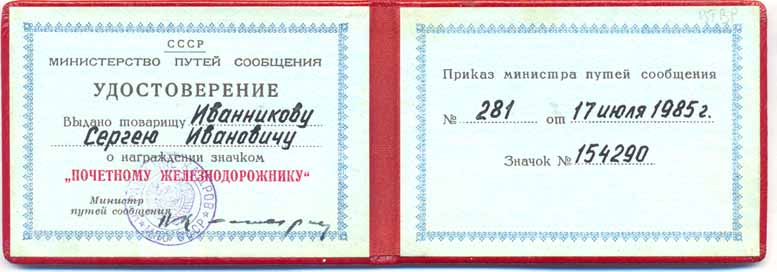 СССР
МИНИСТЕРСТВО ПУТЕЙ СООБЩЕНИЯ
УДОСТОВЕРЕНИЕ
Выдано товарищу Иванникову
Сергею Ивановичу
о награждении значком
„ПОЧЕТНОМУ ЖЕЛЕЗНОДОРОЖНИКУ“
Министр
путей сообщения
Приказ министра путей сообщения
№ 281 от 17 июля 1985 г.
Значок № 154290